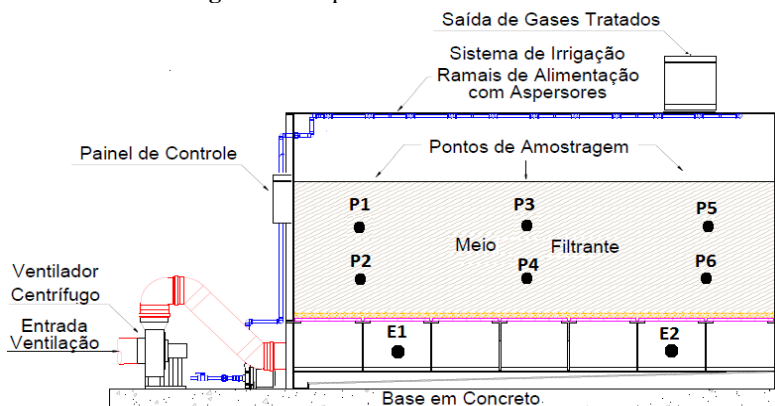 Saída de Gases Tratados
Sistema de Irrigação
Ramais de Alimentação
com Aspersores
Painel de Controle
Pontos de Amostragem
P1
P3
P5
Meio Filtrante
P2
P4
P6
Ventilador
Centrífugo
Entrada
Ventilação
E1
E2
Base em Concreto